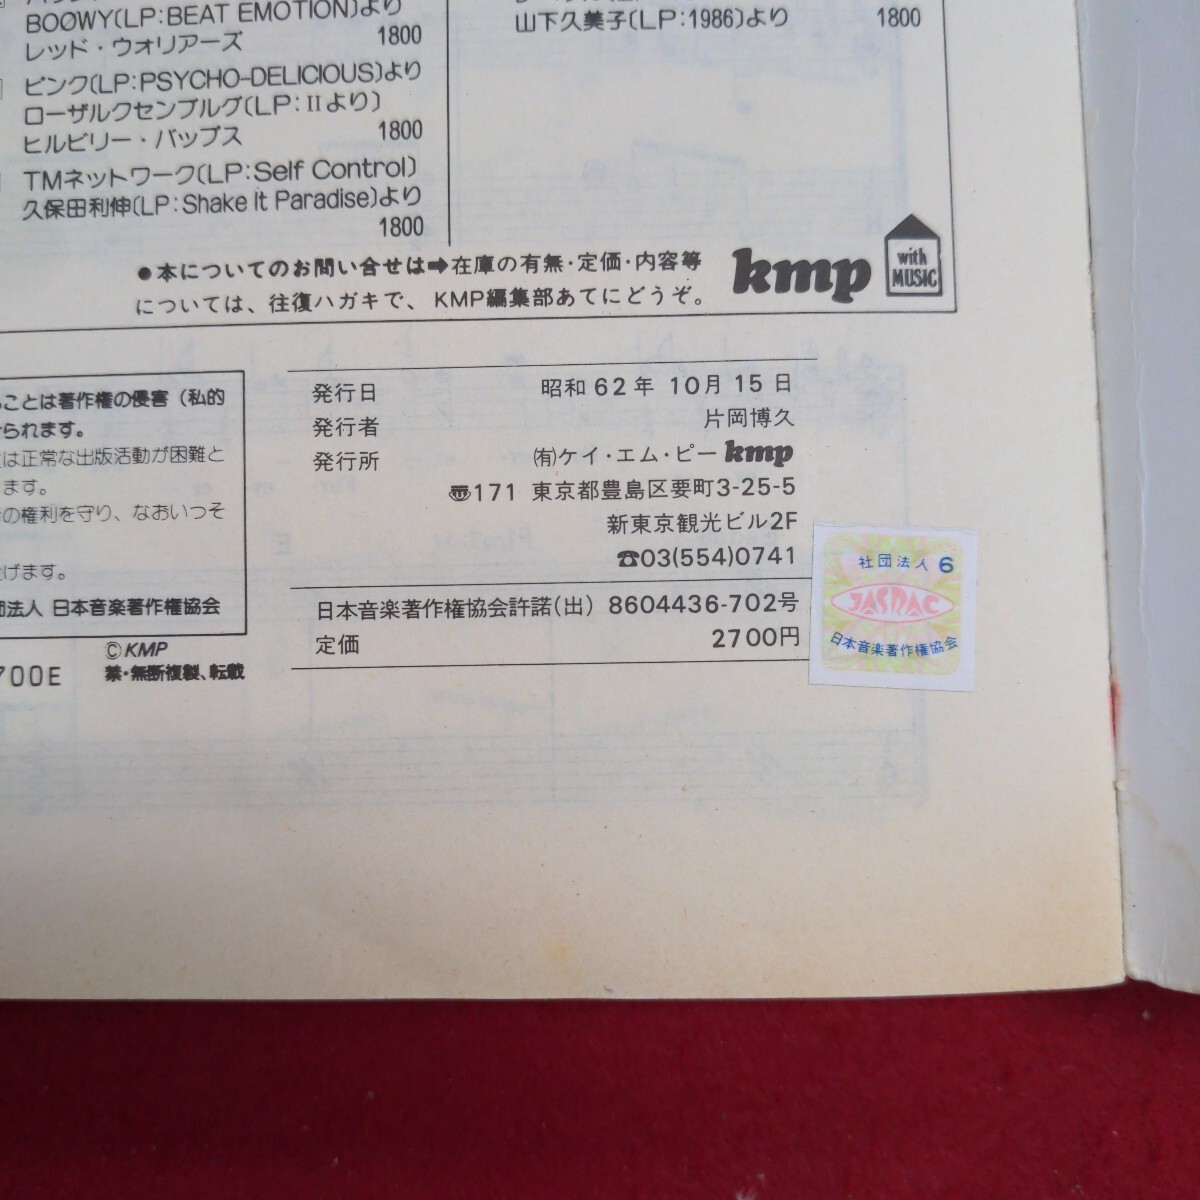 BOØWY(LP:BEAT EMOTION)より
レッド・ウォリアーズ 1800
ピンク(LP:PSYCHO-DELICIOUS)より
ローザルクセンブルグ(LP:IIより)
ヒルビリー・バップス 1800
TMネットワーク(LP:Self Control)
久保田利伸(LP:Shake It Paradise)より
1800
山下久美子(LP:1986)より 1800
●本についてのお問い合せは➡在庫の有無・定価・内容等
については、往復ハガキで、KMP編集部あてにどうぞ。
kmp
with
MUSIC
ことは著作権の侵害(私的
られます。
は正常な出版活動が困難と
ます。
の権利を守り、なおいつそ
げます。
法人 日本音楽著作権協会
©KMP
禁・無断複製、転載
700E
発行日 昭和62年10月15日
発行者 片岡博久
発行所 (有)ケイ・エム・ピー kmp
〠171 東京都豊島区要町3-25-5
新東京観光ビル2F
☎03(554)0741
日本音楽著作権協会許諾(出) 8604436-702号
定価 2700円
社団法人 6
JASRAC
日本音楽著作権協会